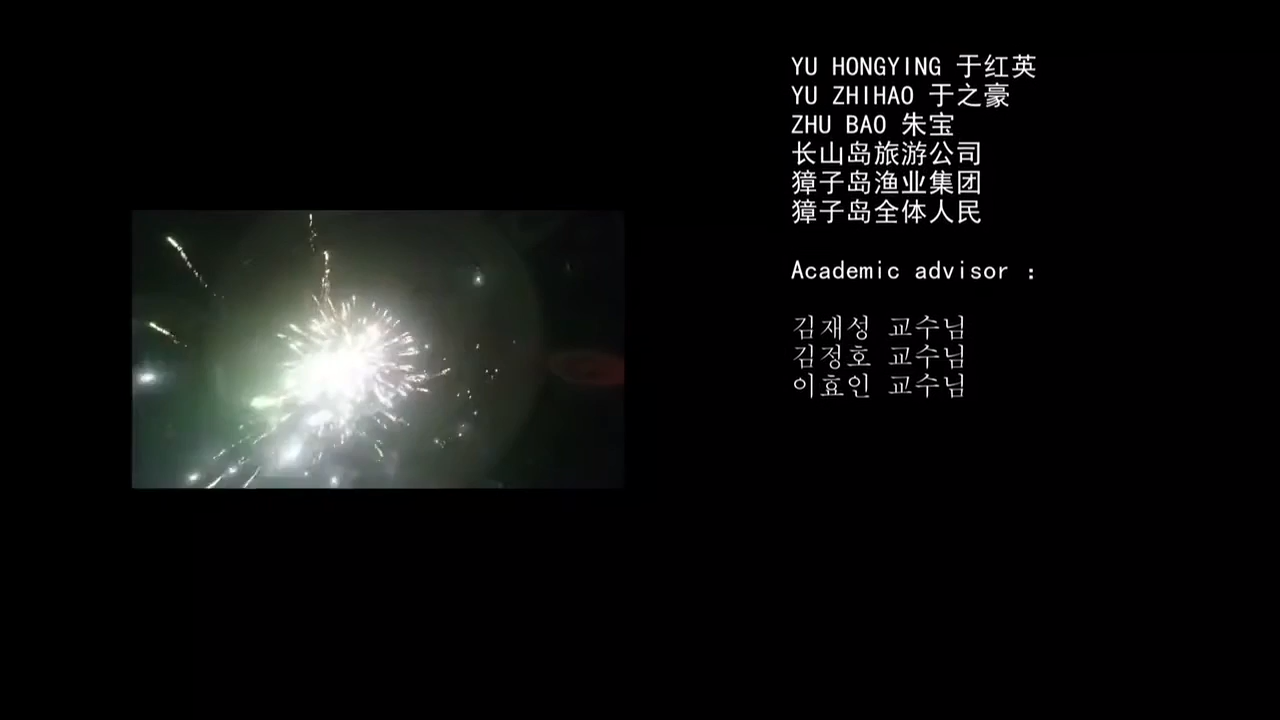 YU HONGYING 于红英
YU ZHIHAO 于之豪
ZHU BAO 朱宝
长山岛旅游公司
獐子岛渔业集团
獐子岛全体人民
Academic advisor :
김재성 교수님
김정호 교수님
이효인 교수님